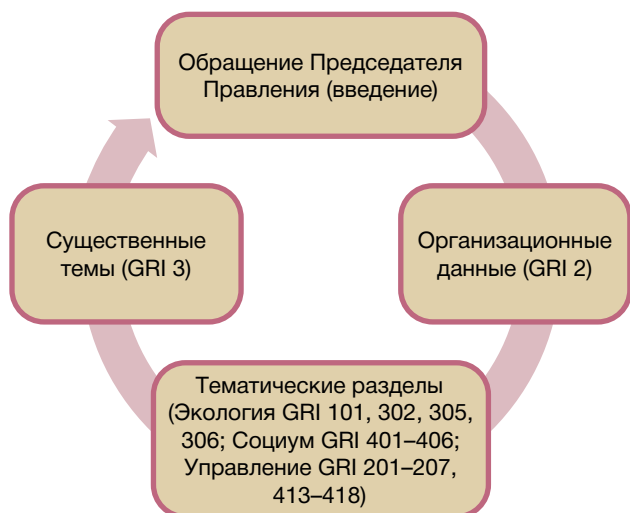 Обращение Председателя
Правления (введение)
Организационные
данные (GRI 2)
Тематические разделы
(Экология GRI 101, 302, 305,
306; Социум GRI 401–406;
Управление GRI 201–207,
413–418)
Существенные
темы (GRI 3)